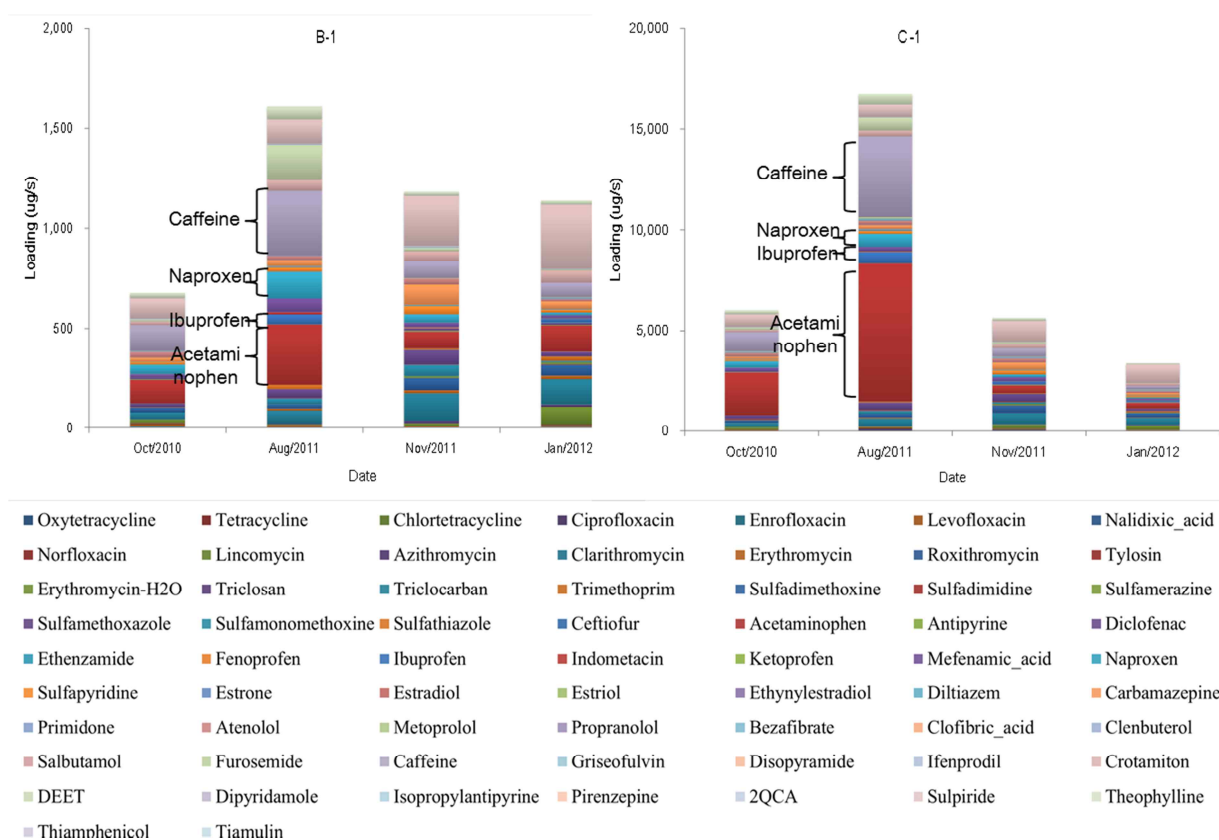 B-1
2,000
1,500
1,000
500
0
Loading (ug/s)
Caffeine
Naproxen
Ibuprofen
Acetami
nophen
Oct/2010 Aug/2011 Nov/2011 Jan/2012
Date
C-1
20,000
15,000
10,000
5,000
0
Loading (ug/s)
Caffeine
Naproxen
Ibuprofen
Acetami
nophen
Oct/2010 Aug/2011 Nov/2011 Jan/2012
Date
Oxytetracycline Tetracycline Chlortetracycline Ciprofloxacin Enrofloxacin Levofloxacin Nalidixic_acid
Norfloxacin Lincomycin Azithromycin Clarithromycin Erythromycin Roxithromycin Tylosin
Erythromycin-H2O Triclosan Triclocarban Trimethoprim Sulfadimethoxine Sulfadimidine Sulfamerazine
Sulfamethoxazole Sulfamonomethoxine Sulfathiazole Ceftiofur Acetaminophen Antipyrine Diclofenac
Ethenzamide Fenoprofen Ibuprofen Indometacin Ketoprofen Mefenamic_acid Naproxen
Sulfapyridine Estrone Estradiol Estriol Ethynylestradiol Diltiazem Carbamazepine
Primidone Atenolol Metoprolol Propranolol Bezafibrate Clofibric_acid Clenbuterol
Salbutamol Furosemide Caffeine Griseofulvin Disopyramide Ifenprodil Crotamiton
DEET Dipyridamole Isopropylantipyrine Pirenzepine 2QCA Sulpiride Theophylline
Thiamphenicol Tiamulin